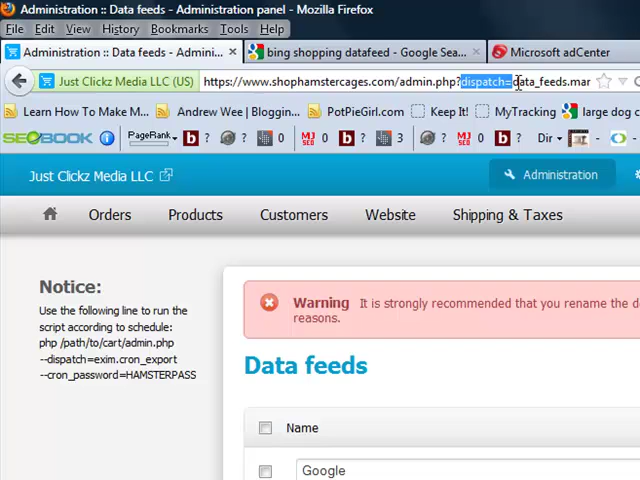 Administration :: Data feeds - Administration panel - Mozilla Firefox
File Edit View History Bookmarks Tools Help
Administration :: Data feeds - Admini... × bing shopping datafeed - Google Sea... × Microsoft adCenter
Just Clickz Media LLC (US) https://www.shophamstercages.com/admin.php?dispatch=data_feeds.mar
Learn How To Make Mo... Andrew Wee | Blogging ... PotPieGirl.com Keep It! MyTracking large dog c
SEOBOOK PageRank ? ? 0 ? 0 ? 3 Dir 0
Just Clickz Media LLC Administration
Orders Products Customers Website Shipping & Taxes
Notice:
Use the following line to run the
script according to schedule:
php /path/to/cart/admin.php
--dispatch=exim.cron_export
--cron_password=HAMSTERPASS
Warning It is strongly recommended that you rename the d
reasons.
Data feeds
Name
Google